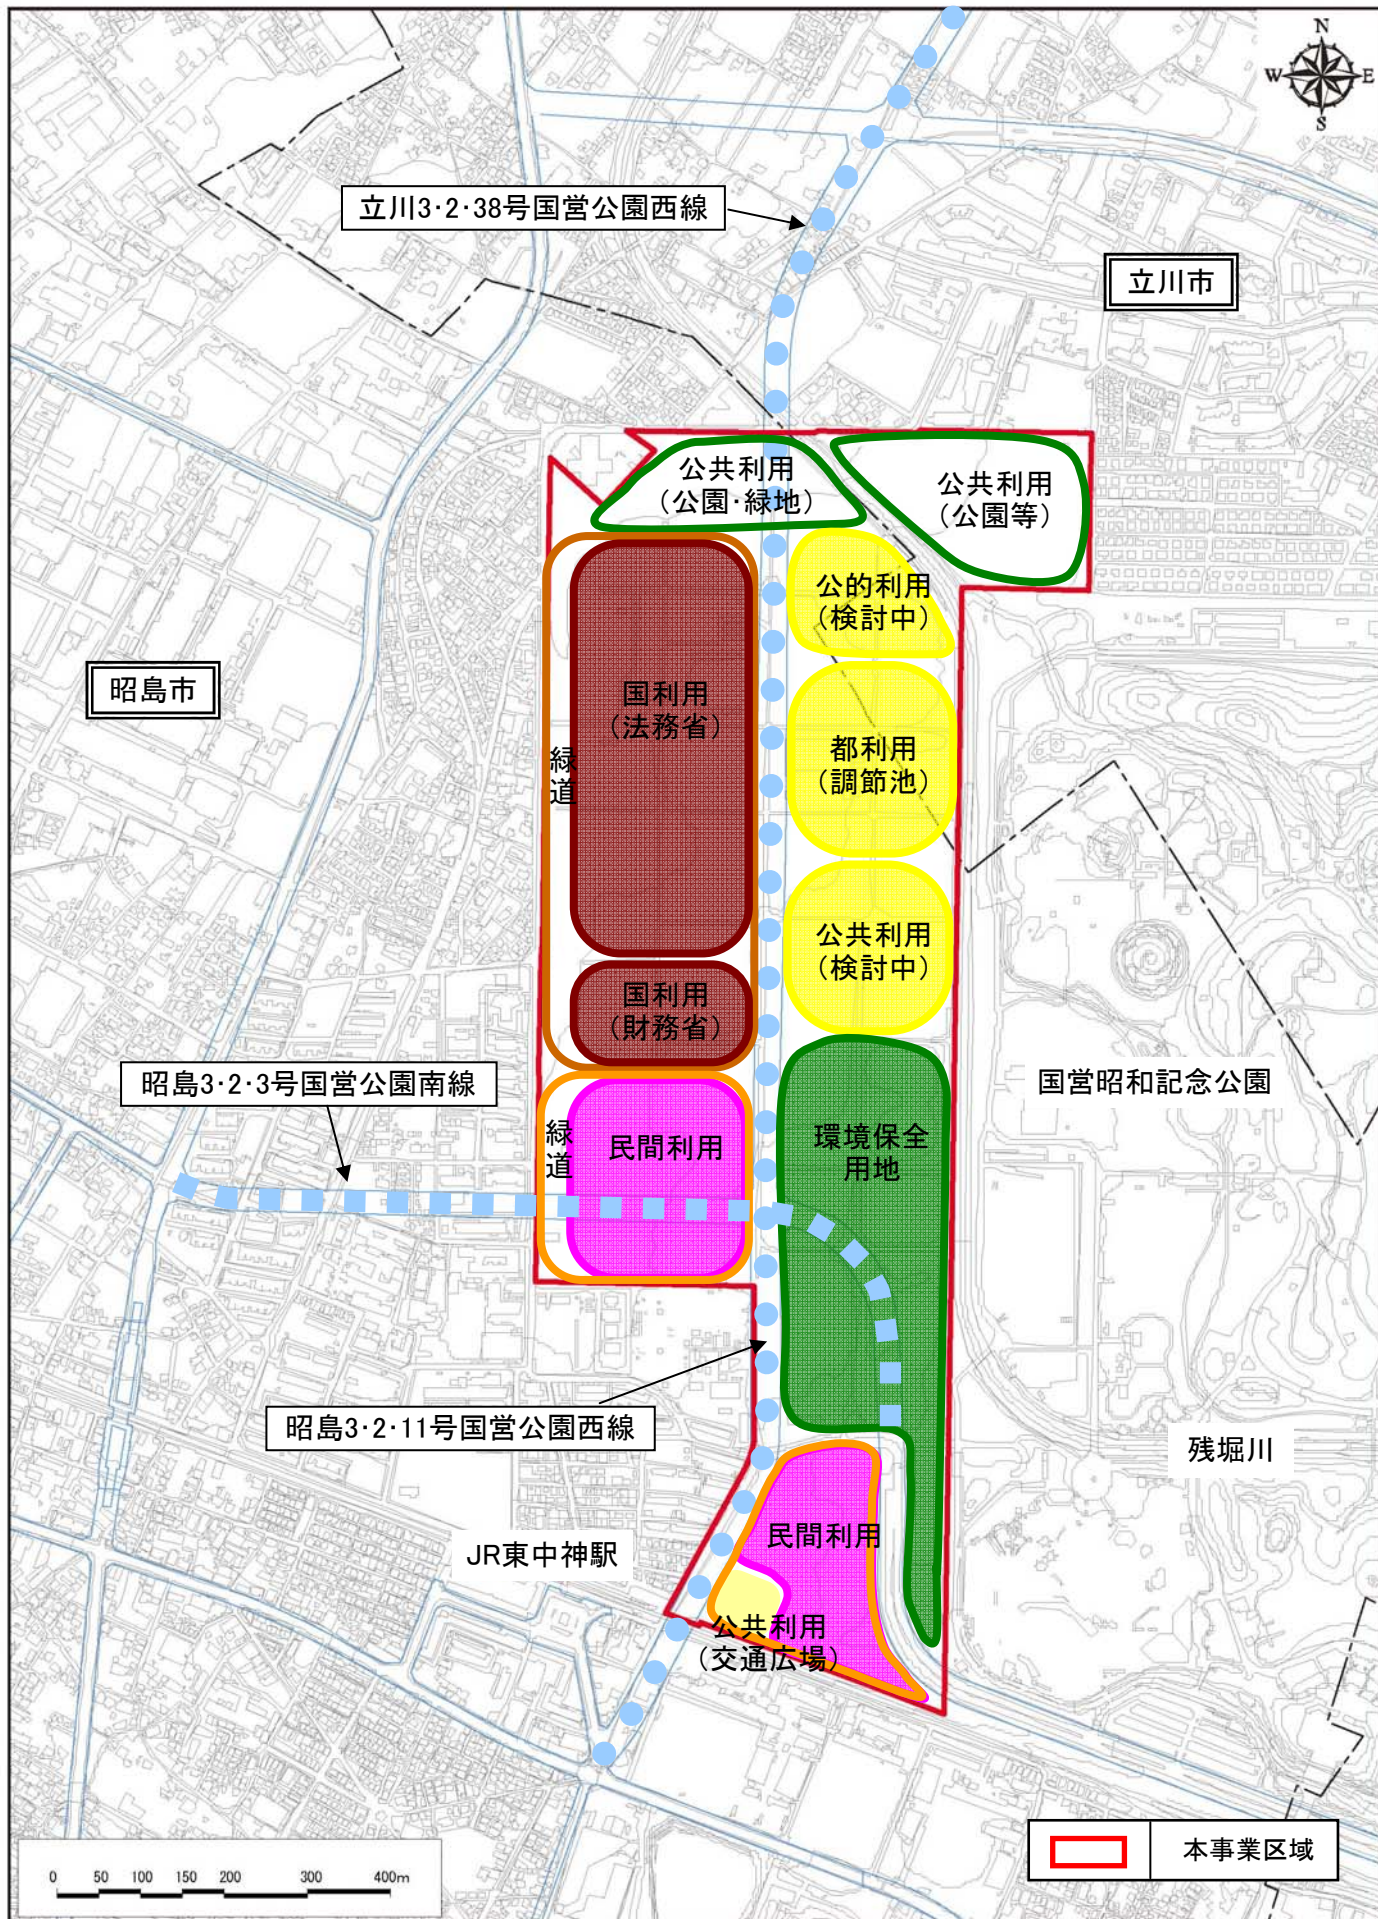 N
W E
S
立川3・2・38号国営公園西線
立川市
公共利用
（公園・緑地）
公共利用
（公園等）
公的利用
（検討中）
昭島市
国利用
（法務省）
緑道
都利用
（調節池）
公共利用
（検討中）
国利用
（財務省）
昭島3・2・3号国営公園南線
国営昭和記念公園
緑道
民間利用
環境保全
用地
昭島3・2・11号国営公園西線
残堀川
JR東中神駅
民間利用
公共利用
（交通広場）
本事業区域
0 50 100 150 200 300 400m